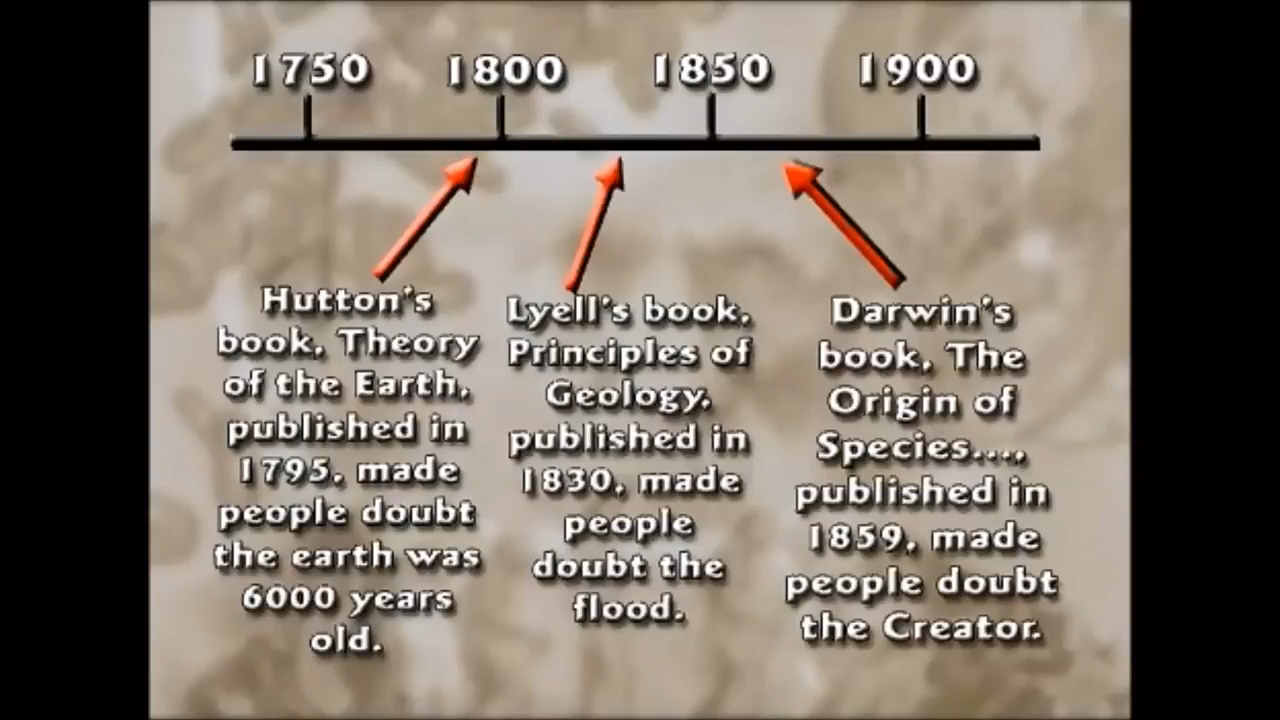 1750 1800 1850 1900
Hutton's
book, Theory
of the Earth,
published in
1795, made
people doubt
the earth was
6000 years
old.
Lyell's book,
Principles of
Geology,
published in
1830, made
people
doubt the
flood.
Darwin's
book, The
Origin of
Species...,
published in
1859, made
people doubt
the Creator.